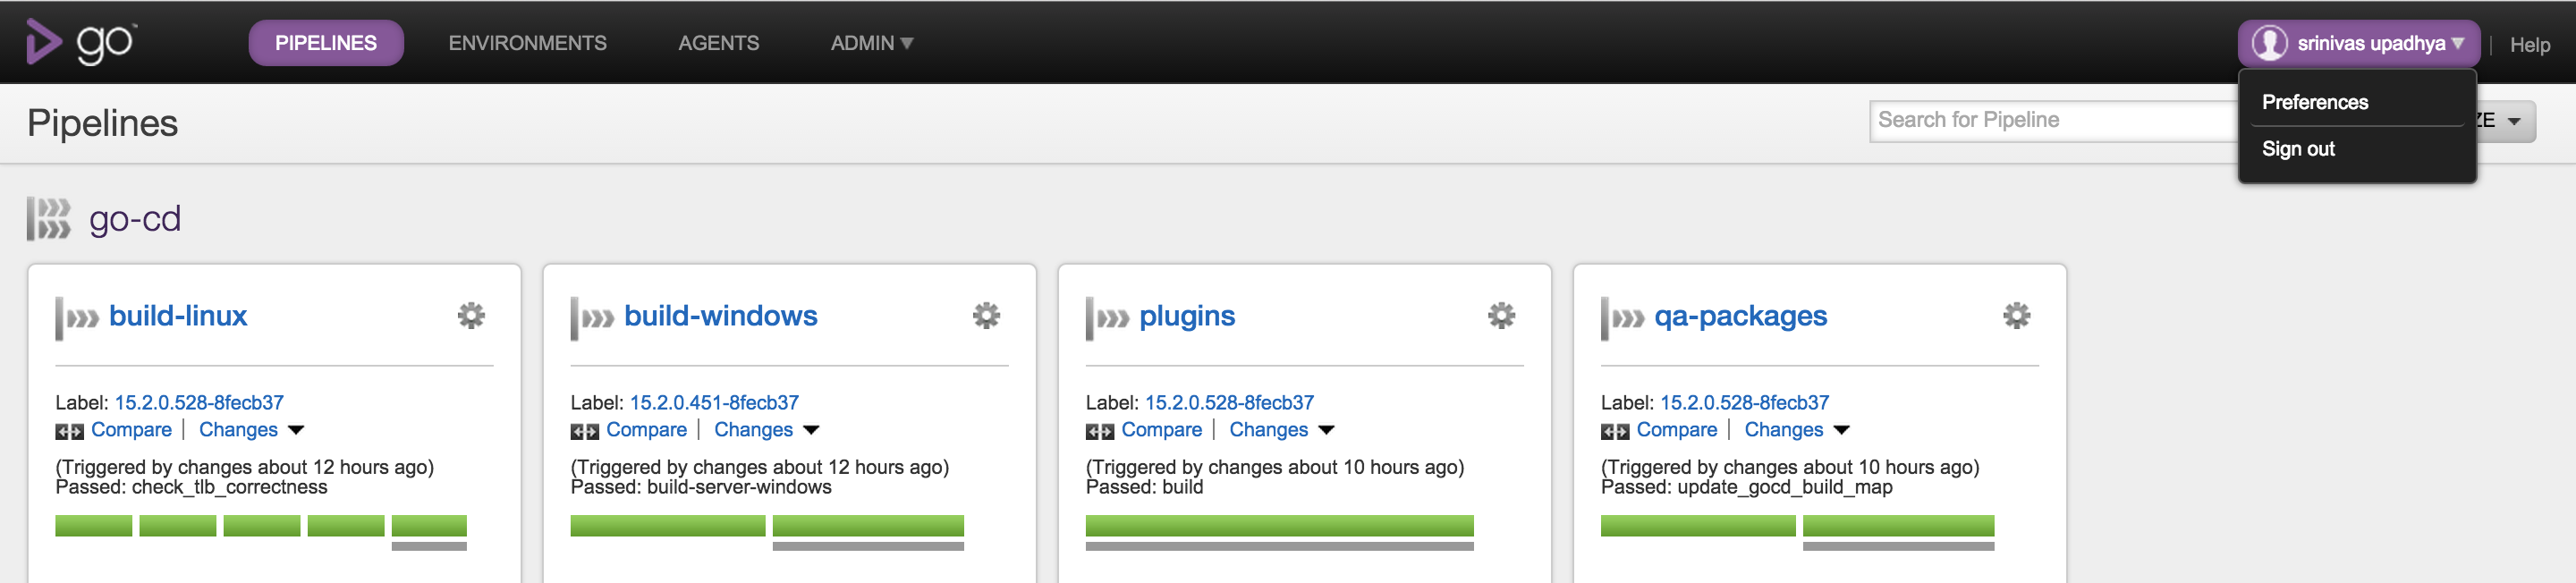 go™ PIPELINES ENVIRONMENTS AGENTS ADMIN srinivas upadhya | Help
Preferences
Sign out
Pipelines Search for Pipeline
go-cd
build-linux
Label: 15.2.0.528-8fecb37
Compare | Changes
(Triggered by changes about 12 hours ago)
Passed: check_tlb_correctness
build-windows
Label: 15.2.0.451-8fecb37
Compare | Changes
(Triggered by changes about 12 hours ago)
Passed: build-server-windows
plugins
Label: 15.2.0.528-8fecb37
Compare | Changes
(Triggered by changes about 10 hours ago)
Passed: build
qa-packages
Label: 15.2.0.528-8fecb37
Compare | Changes
(Triggered by changes about 10 hours ago)
Passed: update_gocd_build_map